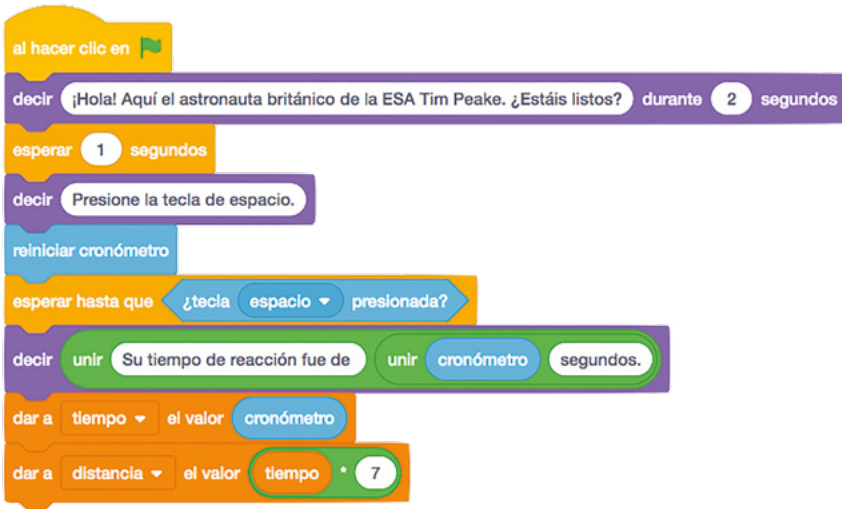 al hacer clic en
decir ¡Hola! Aquí el astronauta británico de la ESA Tim Peake. ¿Estáis listos? durante 2 segundos
esperar 1 segundos
decir Presione la tecla de espacio.
reiniciar cronómetro
esperar hasta que ¿tecla espacio presionada?
decir unir Su tiempo de reacción fue de unir cronómetro segundos.
dar a tiempo el valor cronómetro
dar a distancia el valor tiempo * 7